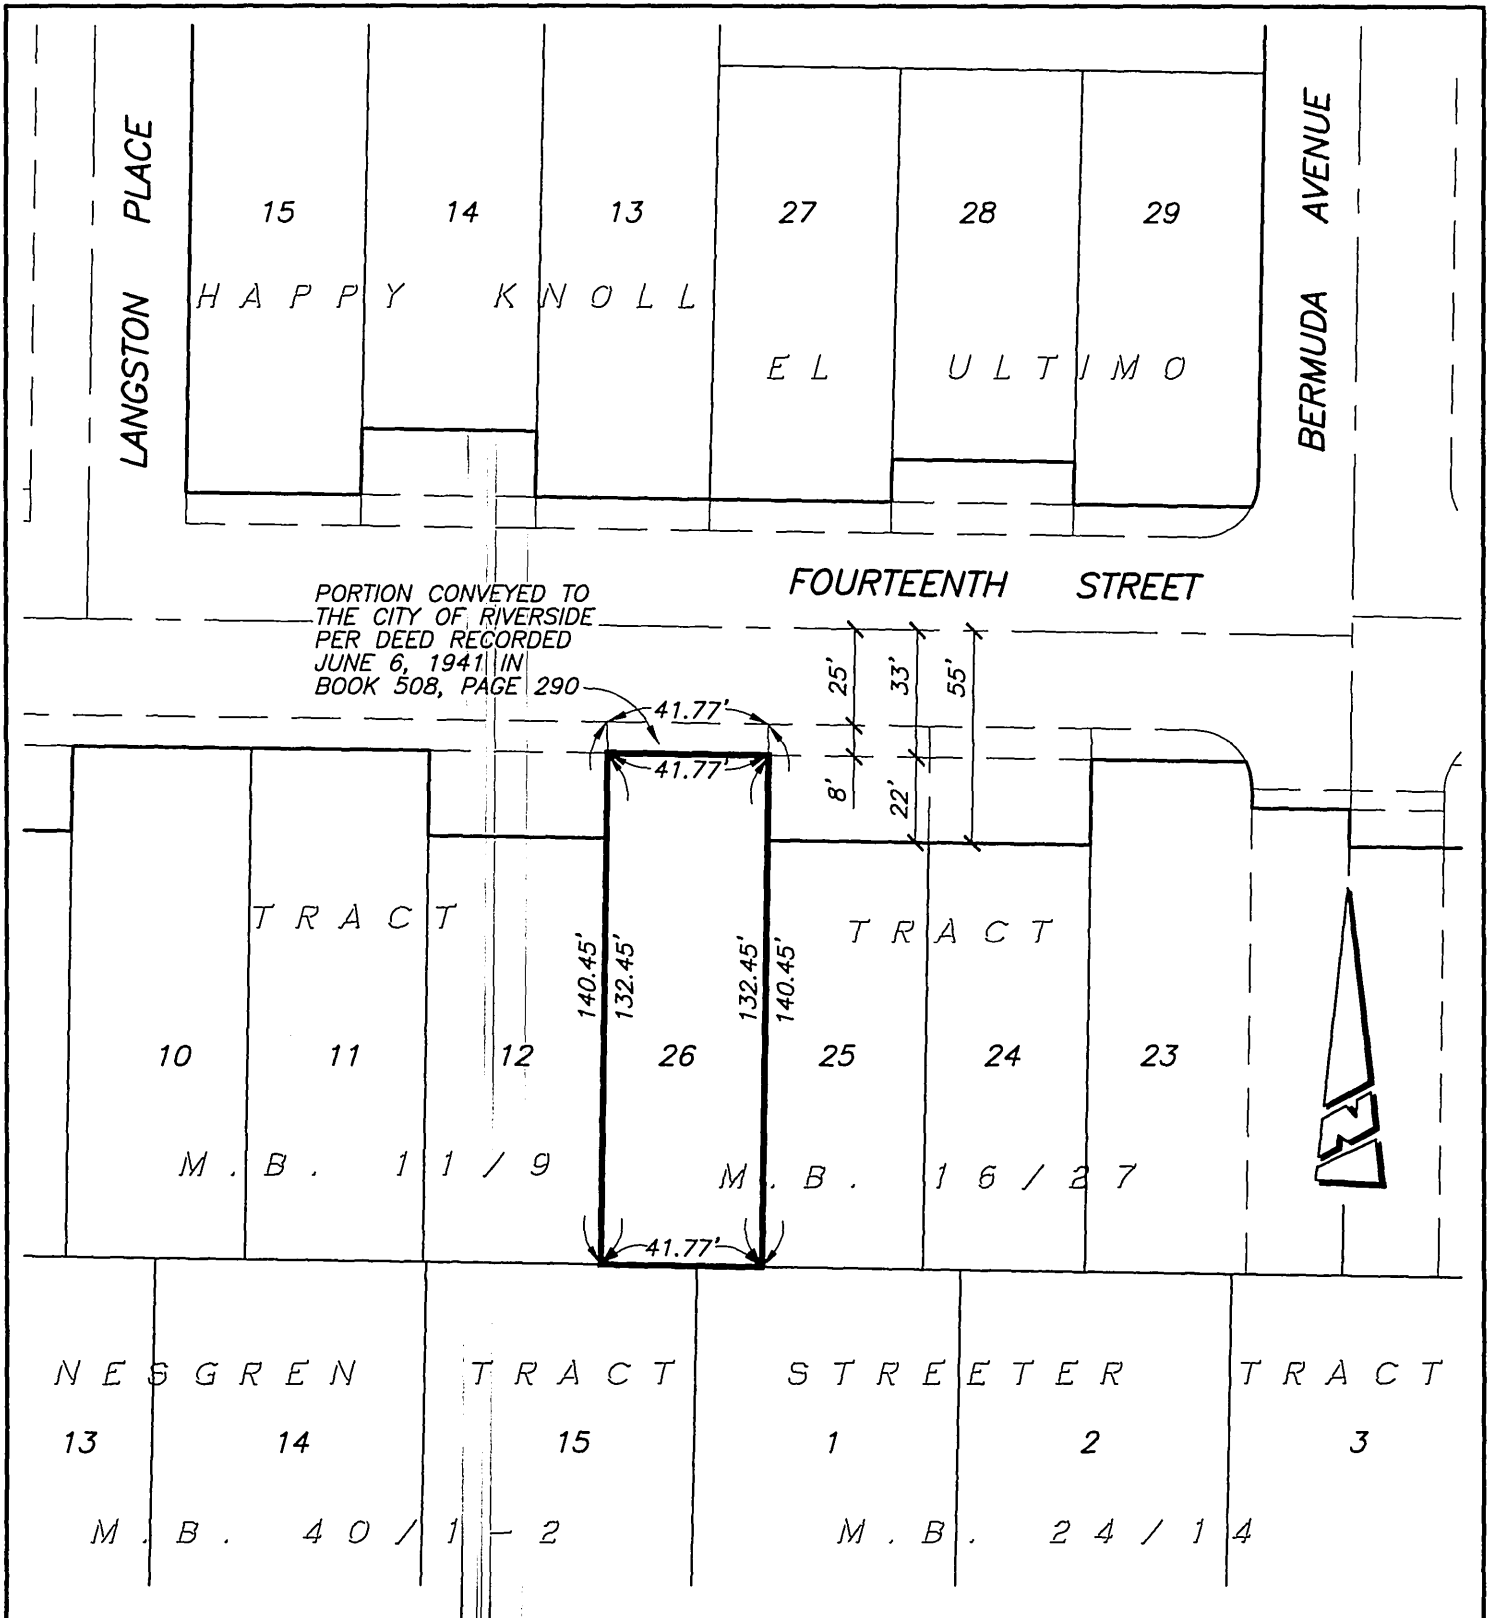 LANGSTON PLACE
BERMUDA AVENUE
15 14 13 27 28 29
HAPPY KNOLL
EL ULTIMO
FOURTEENTH STREET
PORTION CONVEYED TO
THE CITY OF RIVERSIDE
PER DEED RECORDED
JUNE 6, 1941 IN
BOOK 508, PAGE 290
25' 33' 55'
41.77'
41.77'
8' 22'
TRACT
TRACT
140.45' 132.45' 132.45' 140.45'
10 11 12 26 25 24 23
N
M.B. 11/9
M.B. 16/27
41.77'
NESGREN TRACT STREETER TRACT
13 14 15 1 2 3
M.B. 40/1-2 M.B. 24/14